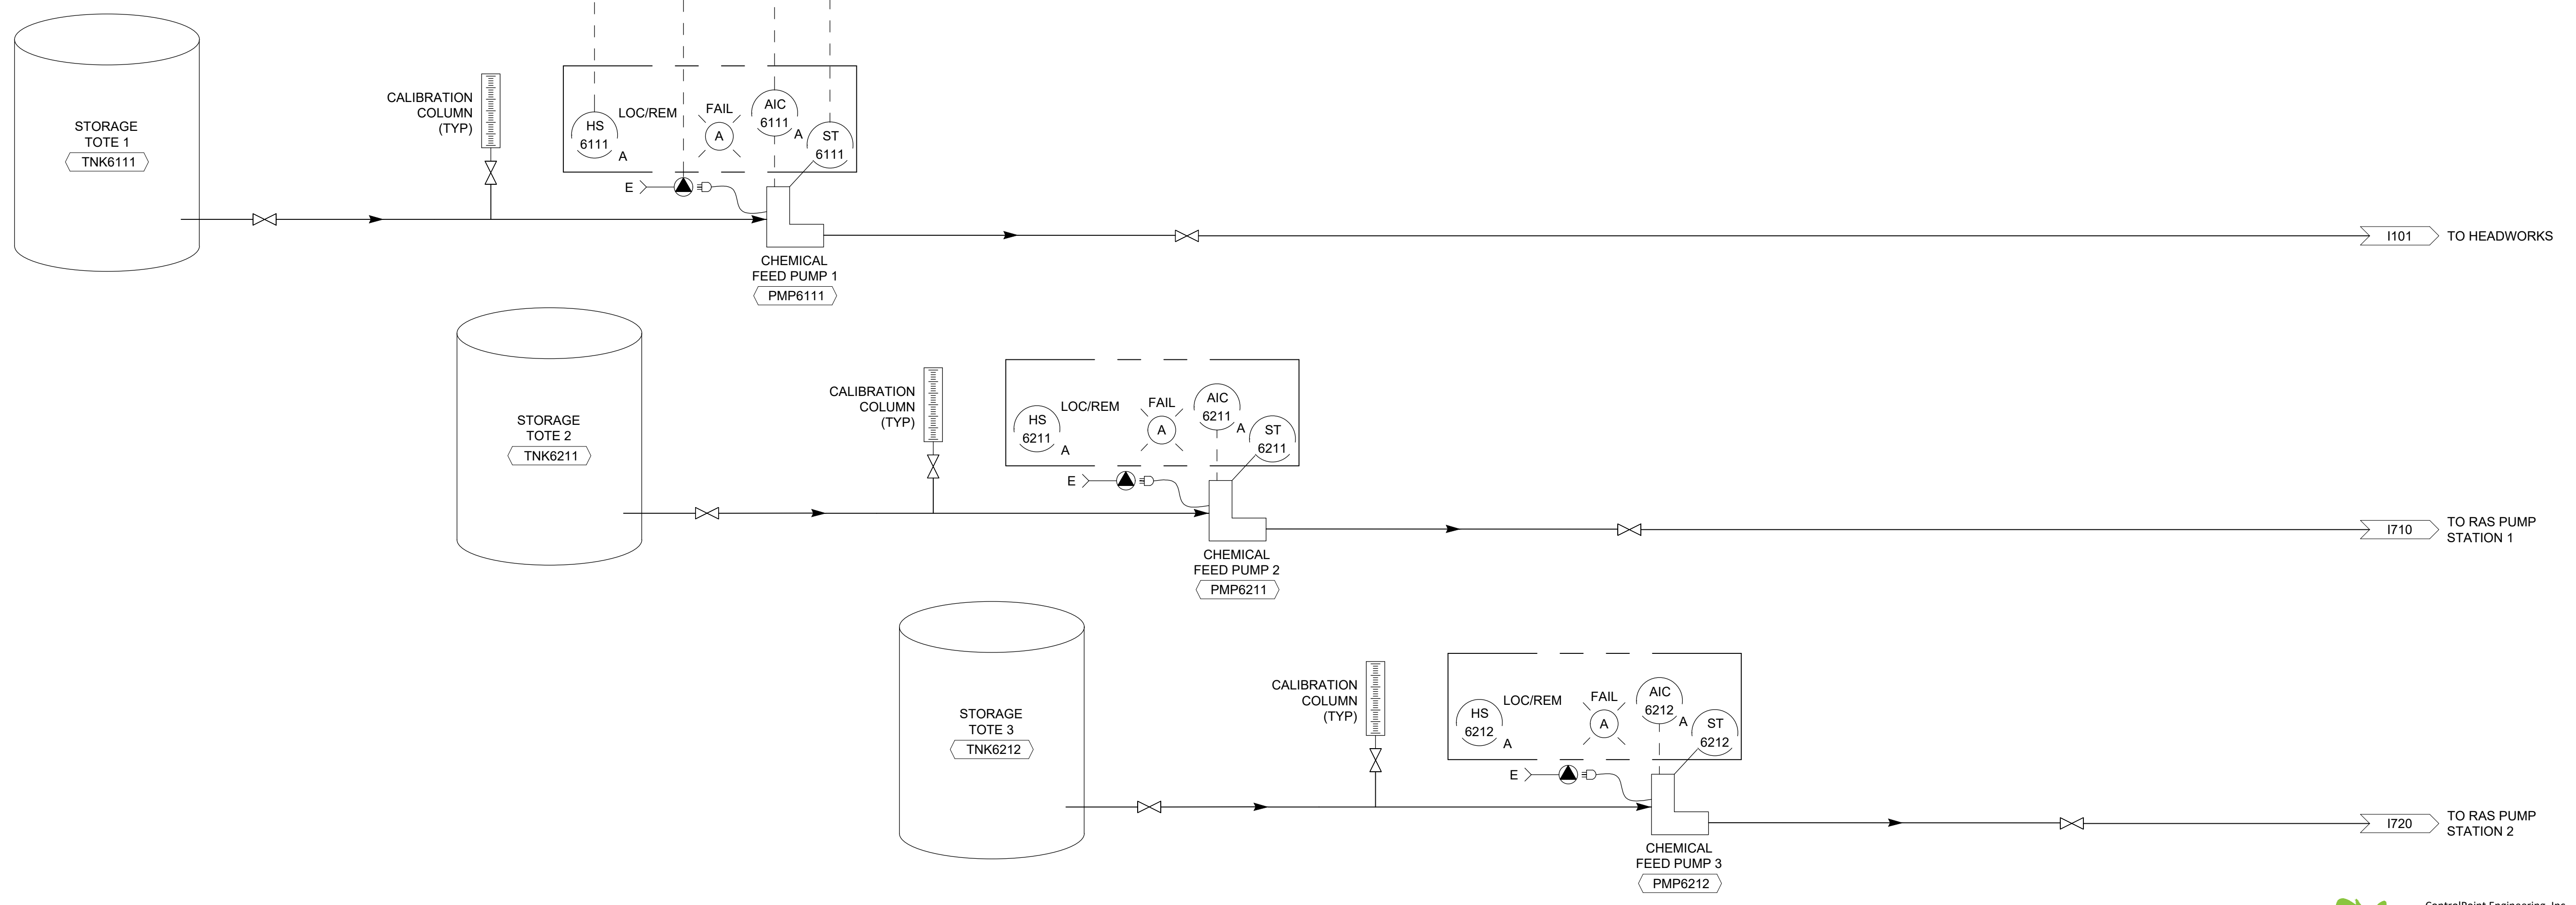 STORAGE
TOTE 1
TNK6111
CALIBRATION
COLUMN
(TYP)
HS
6111
A
LOC/REM
FAIL
A
AIC
6111
A
ST
6111
E
CHEMICAL
FEED PUMP 1
PMP6111
I101
TO HEADWORKS
STORAGE
TOTE 2
TNK6211
CALIBRATION
COLUMN
(TYP)
HS
6211
A
LOC/REM
FAIL
A
AIC
6211
A
ST
6211
E
CHEMICAL
FEED PUMP 2
PMP6211
I710
TO RAS PUMP
STATION 1
STORAGE
TOTE 3
TNK6212
CALIBRATION
COLUMN
(TYP)
HS
6212
A
LOC/REM
FAIL
A
AIC
6212
A
ST
6212
E
CHEMICAL
FEED PUMP 3
PMP6212
I720
TO RAS PUMP
STATION 2
ControlPoint Engineering, Inc